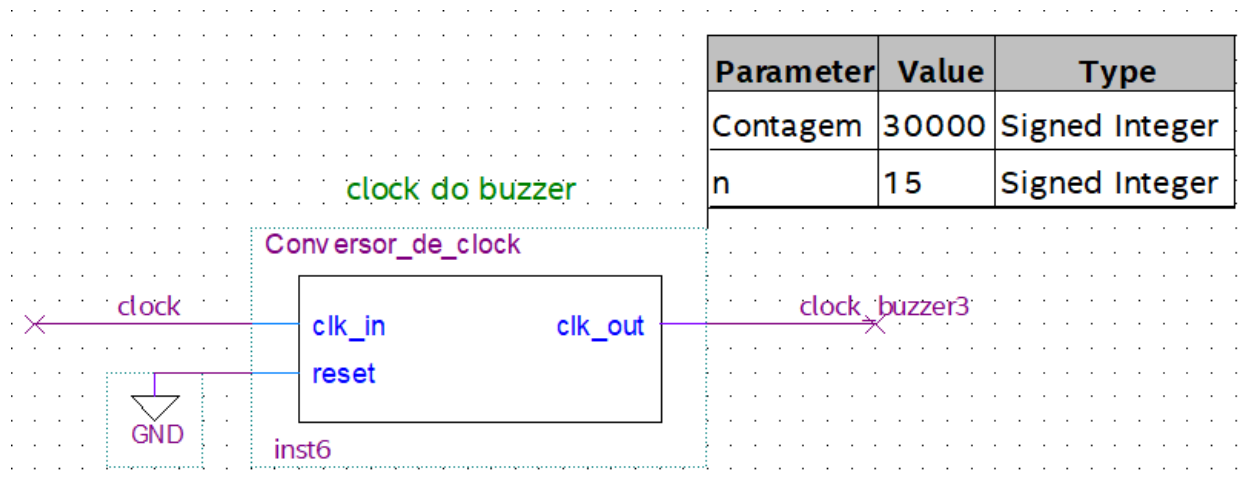 Parameter Value Type
Contagem 30000 Signed Integer
n 15 Signed Integer
clock do buzzer
Conversor_de_clock
clock
clk_in
clk_out
clock_buzzer3
reset
GND
inst6